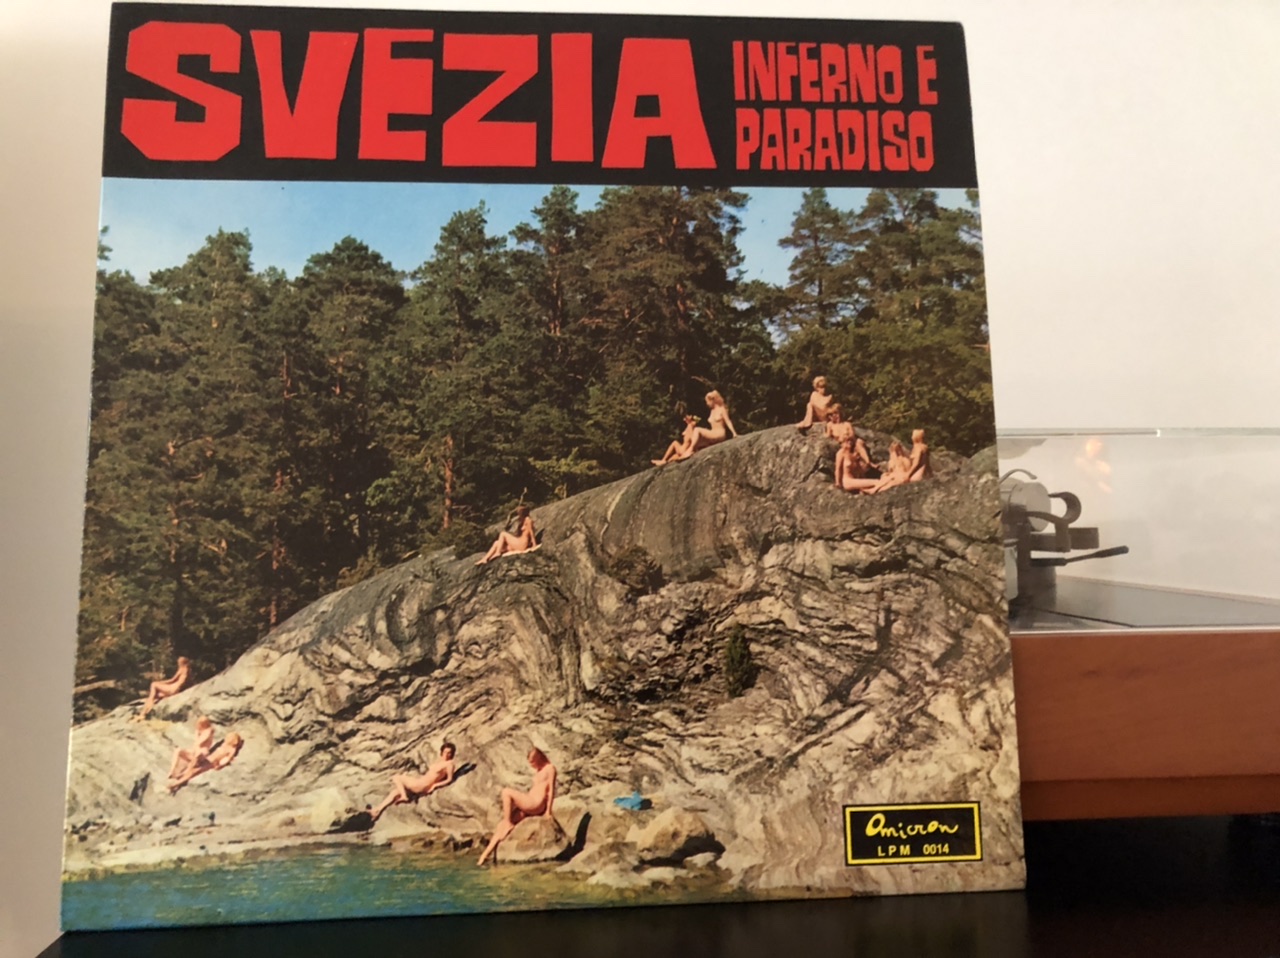 SVEZIA
INFERNO E
PARADISO
Omicron
LPM 0014